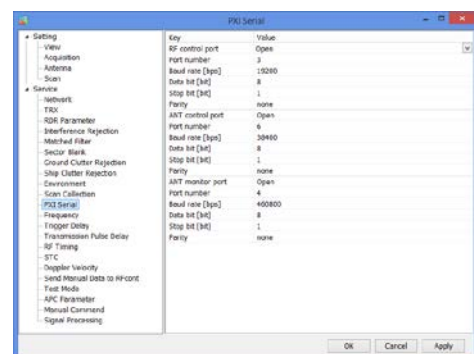 PXI Serial
Setting
View
Acquisition
Antenna
Scan
Service
Network
TRX
RDR Parameter
Interference Rejection
Matched Filter
Sector Blank
Ground Clutter Rejection
Ship Clutter Rejection
Environment
Scan Collection
PXI Serial
Frequency
Trigger Delay
Transmission Pulse Delay
RF Timing
STC
Doppler Velocity
Send Manual Data to RFcont
Test Mode
APC Parameter
Manual Command
Signal Processing
Key Value
RF control port Open
Port number 3
Baud rate [bps] 19200
Data bit [bit] 8
Stop bit [bit] 1
Parity none
ANT control port Open
Port number 6
Baud rate [bps] 38400
Data bit [bit] 8
Stop bit [bit] 1
Parity none
ANT monitor port Open
Port number 4
Baud rate [bps] 460800
Data bit [bit] 8
Stop bit [bit] 1
Parity none
OK Cancel Apply